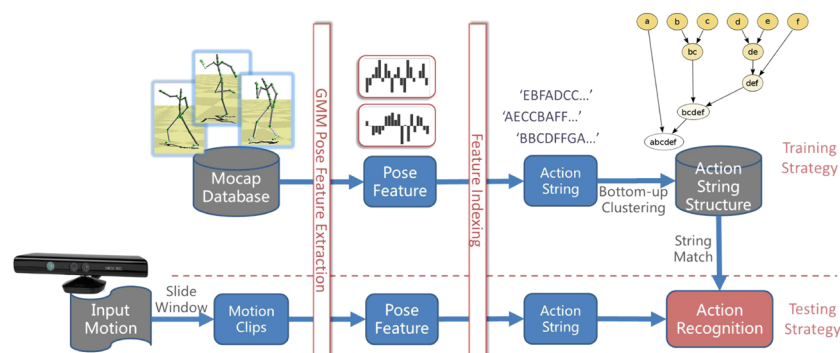 a
b
c
d
e
f
bc
de
def
bcdef
abcdef
'EBFADCC...'
'AECCBAFF...'
'BBCDFFGA...'
Mocap
Database
GMM Pose Feature Extraction
Pose
Feature
Feature Indexing
Action
String
Bottom-up
Clustering
Action
String
Structure
Training
Strategy
String
Match
Input
Motion
Slide
Window
Motion
Clips
Pose
Feature
Action
String
Action
Recognition
Testing
Strategy